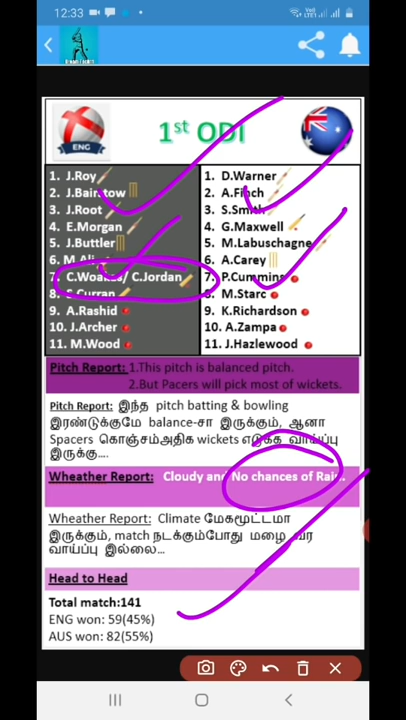 12:33
ENG
1st ODI
1. J.Roy
2. J.Bairstow
3. J.Root
4. E.Morgan
5. J.Buttler
6. M.Ali
7. C.Woakes/ C.Jordan
8. S.Curran
9. A.Rashid
10. J.Archer
11. M.Wood
1. D.Warner
2. A.Finch
3. S.Smith
4. G.Maxwell
5. M.Labuschagne
6. A.Carey
7. P.Cummins
8. M.Starc
9. K.Richardson
10. A.Zampa
11. J.Hazlewood
Pitch Report: 1.This pitch is balanced pitch.
2.But Pacers will pick most of wickets.
Pitch Report: இந்த pitch batting & bowling
இரண்டுக்குமே balance-சா இருக்கும், ஆனா
Spacers கொஞ்சம்அதிக wickets எடுக்க வாய்ப்பு
இருக்கு....
Wheather Report: Cloudy and No chances of Rain.
Wheather Report: Climate மேகமூட்டமா
இருக்கும், match நடக்கும்போது மழை வர
வாய்ப்பு இல்லை...
Head to Head
Total match:141
ENG won: 59(45%)
AUS won: 82(55%)